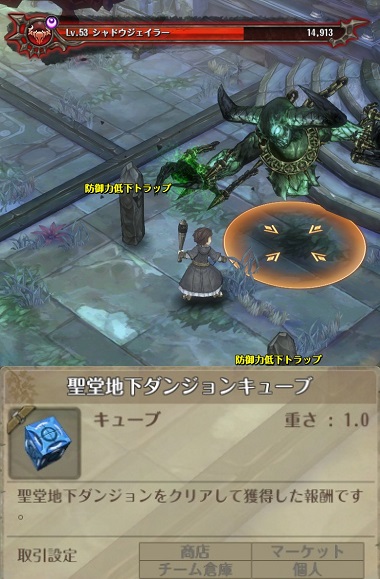 Lv.53 シャドウジェイラー 14,913
防御力低下トラップ
防御力低下トラップ
聖堂地下ダンジョンキューブ
キューブ 重さ : 1.0
聖堂地下ダンジョンをクリアして獲得した報酬です
。
取引設定 商店 マーケット
チーム倉庫 個人